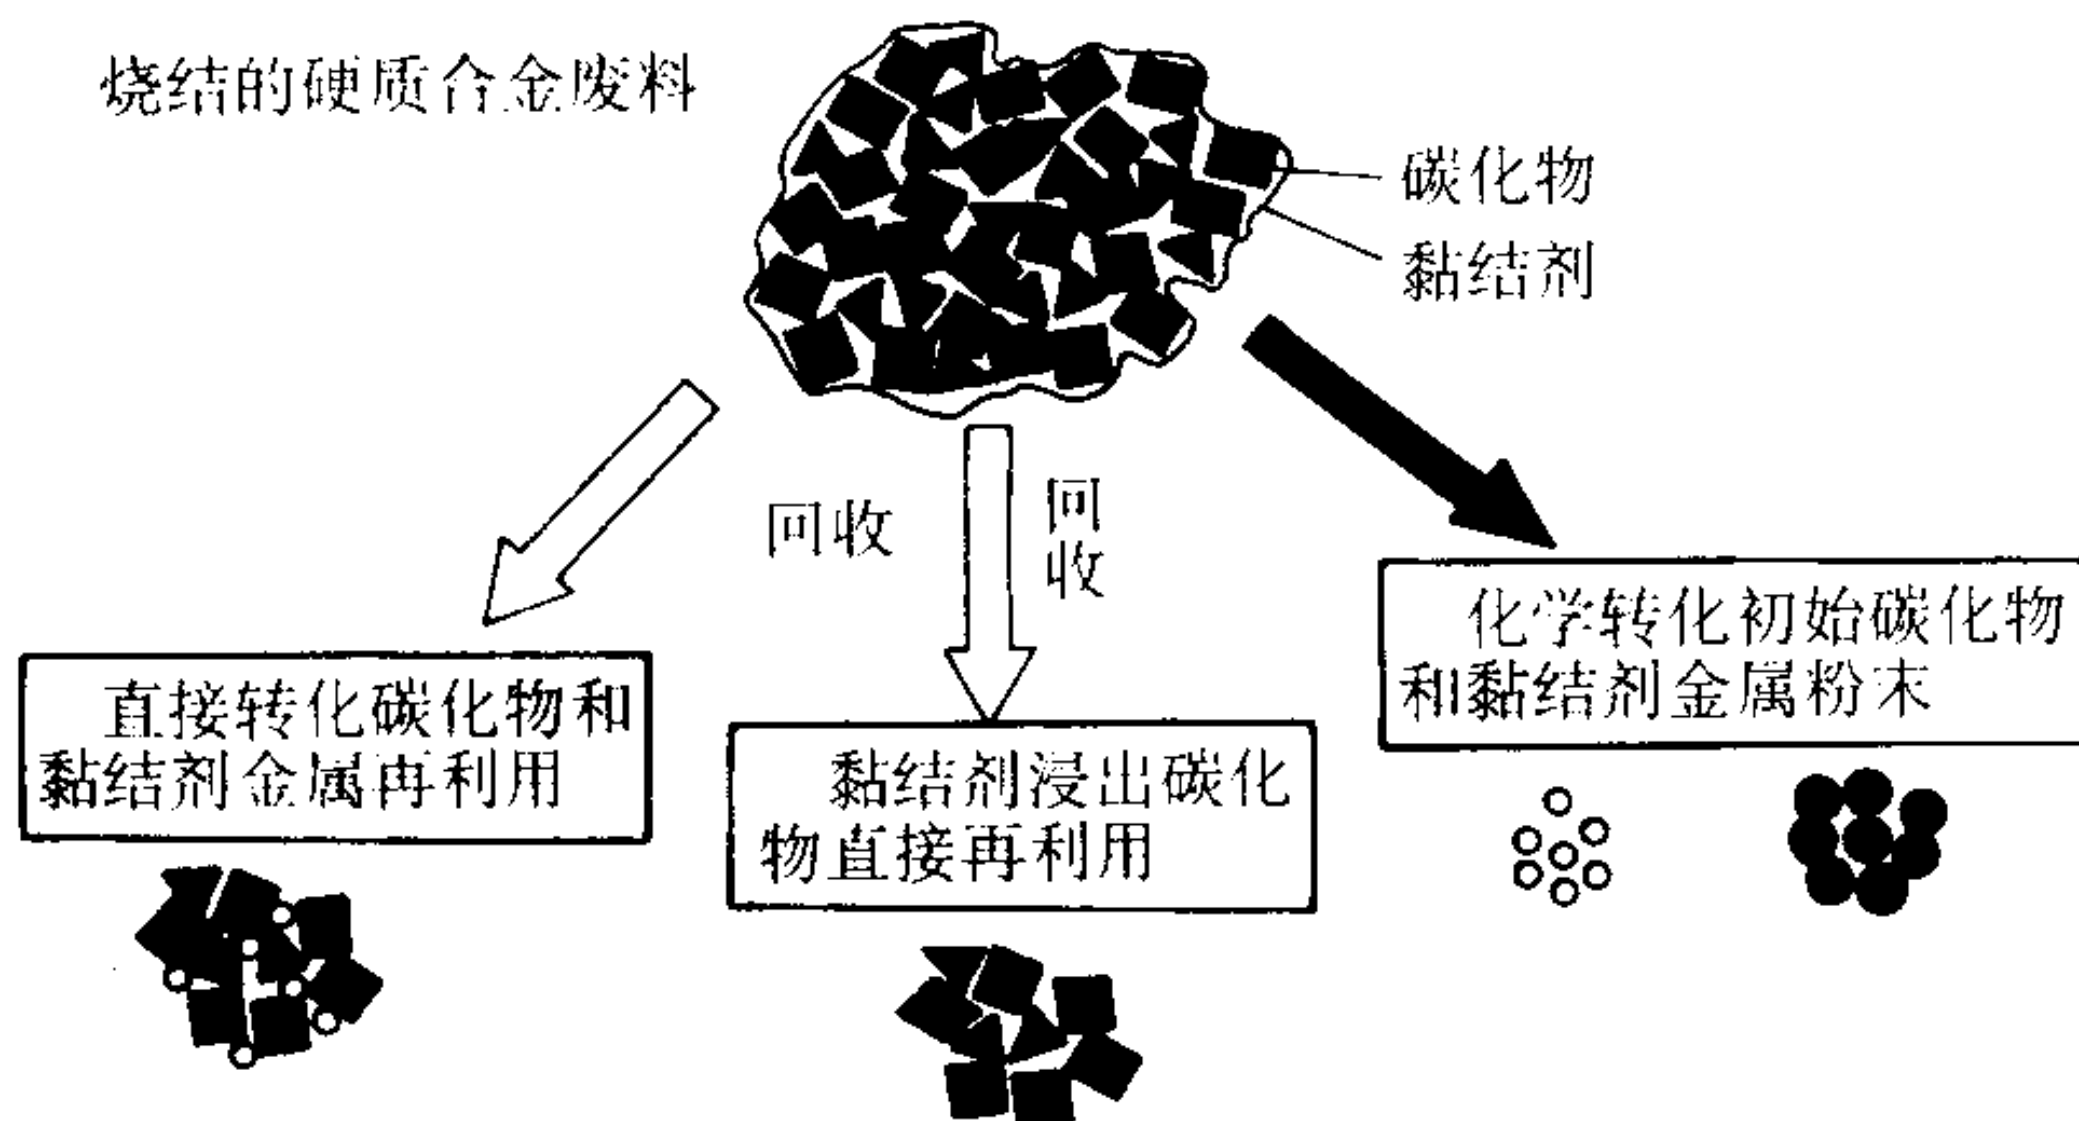 烧结的硬质合金废料
碳化物
黏结剂
回收
回收
直接转化碳化物和
黏结剂金属再利用
黏结剂浸出碳化
物直接再利用
化学转化初始碳化物
和黏结剂金属粉末